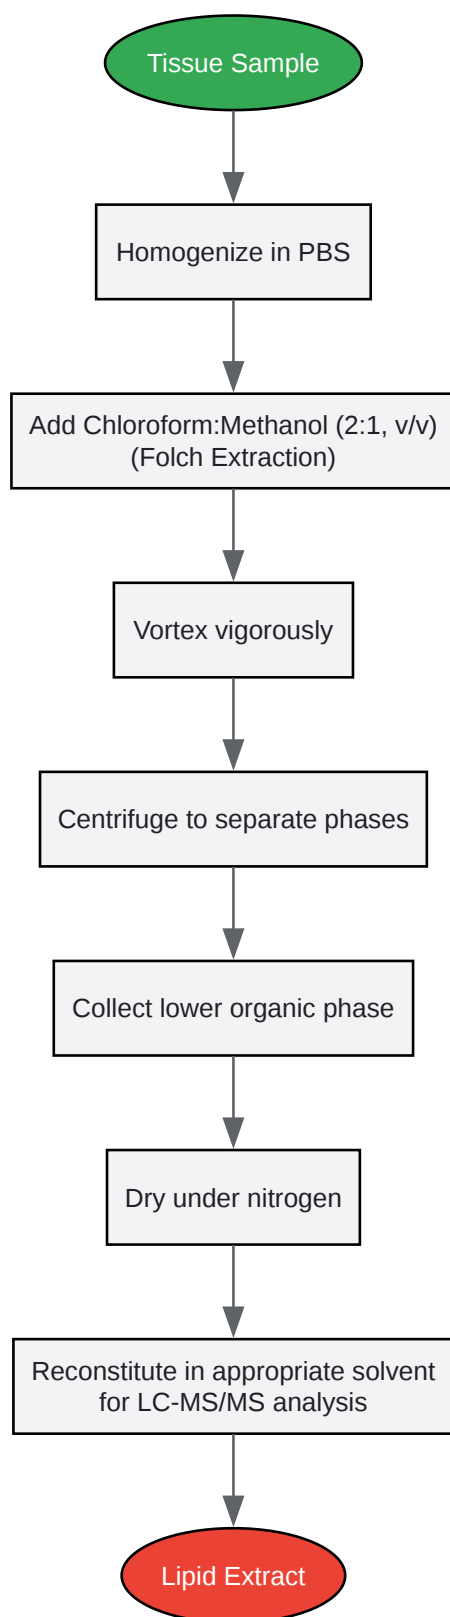 Tissue Sample
Homogenize in PBS
Add Chloroform:Methanol (2:1, v/v)
(Folch Extraction)
Vortex vigorously
Centrifuge to separate phases
Collect lower organic phase
Dry under nitrogen
Reconstitute in appropriate solvent
for LC-MS/MS analysis
Lipid Extract